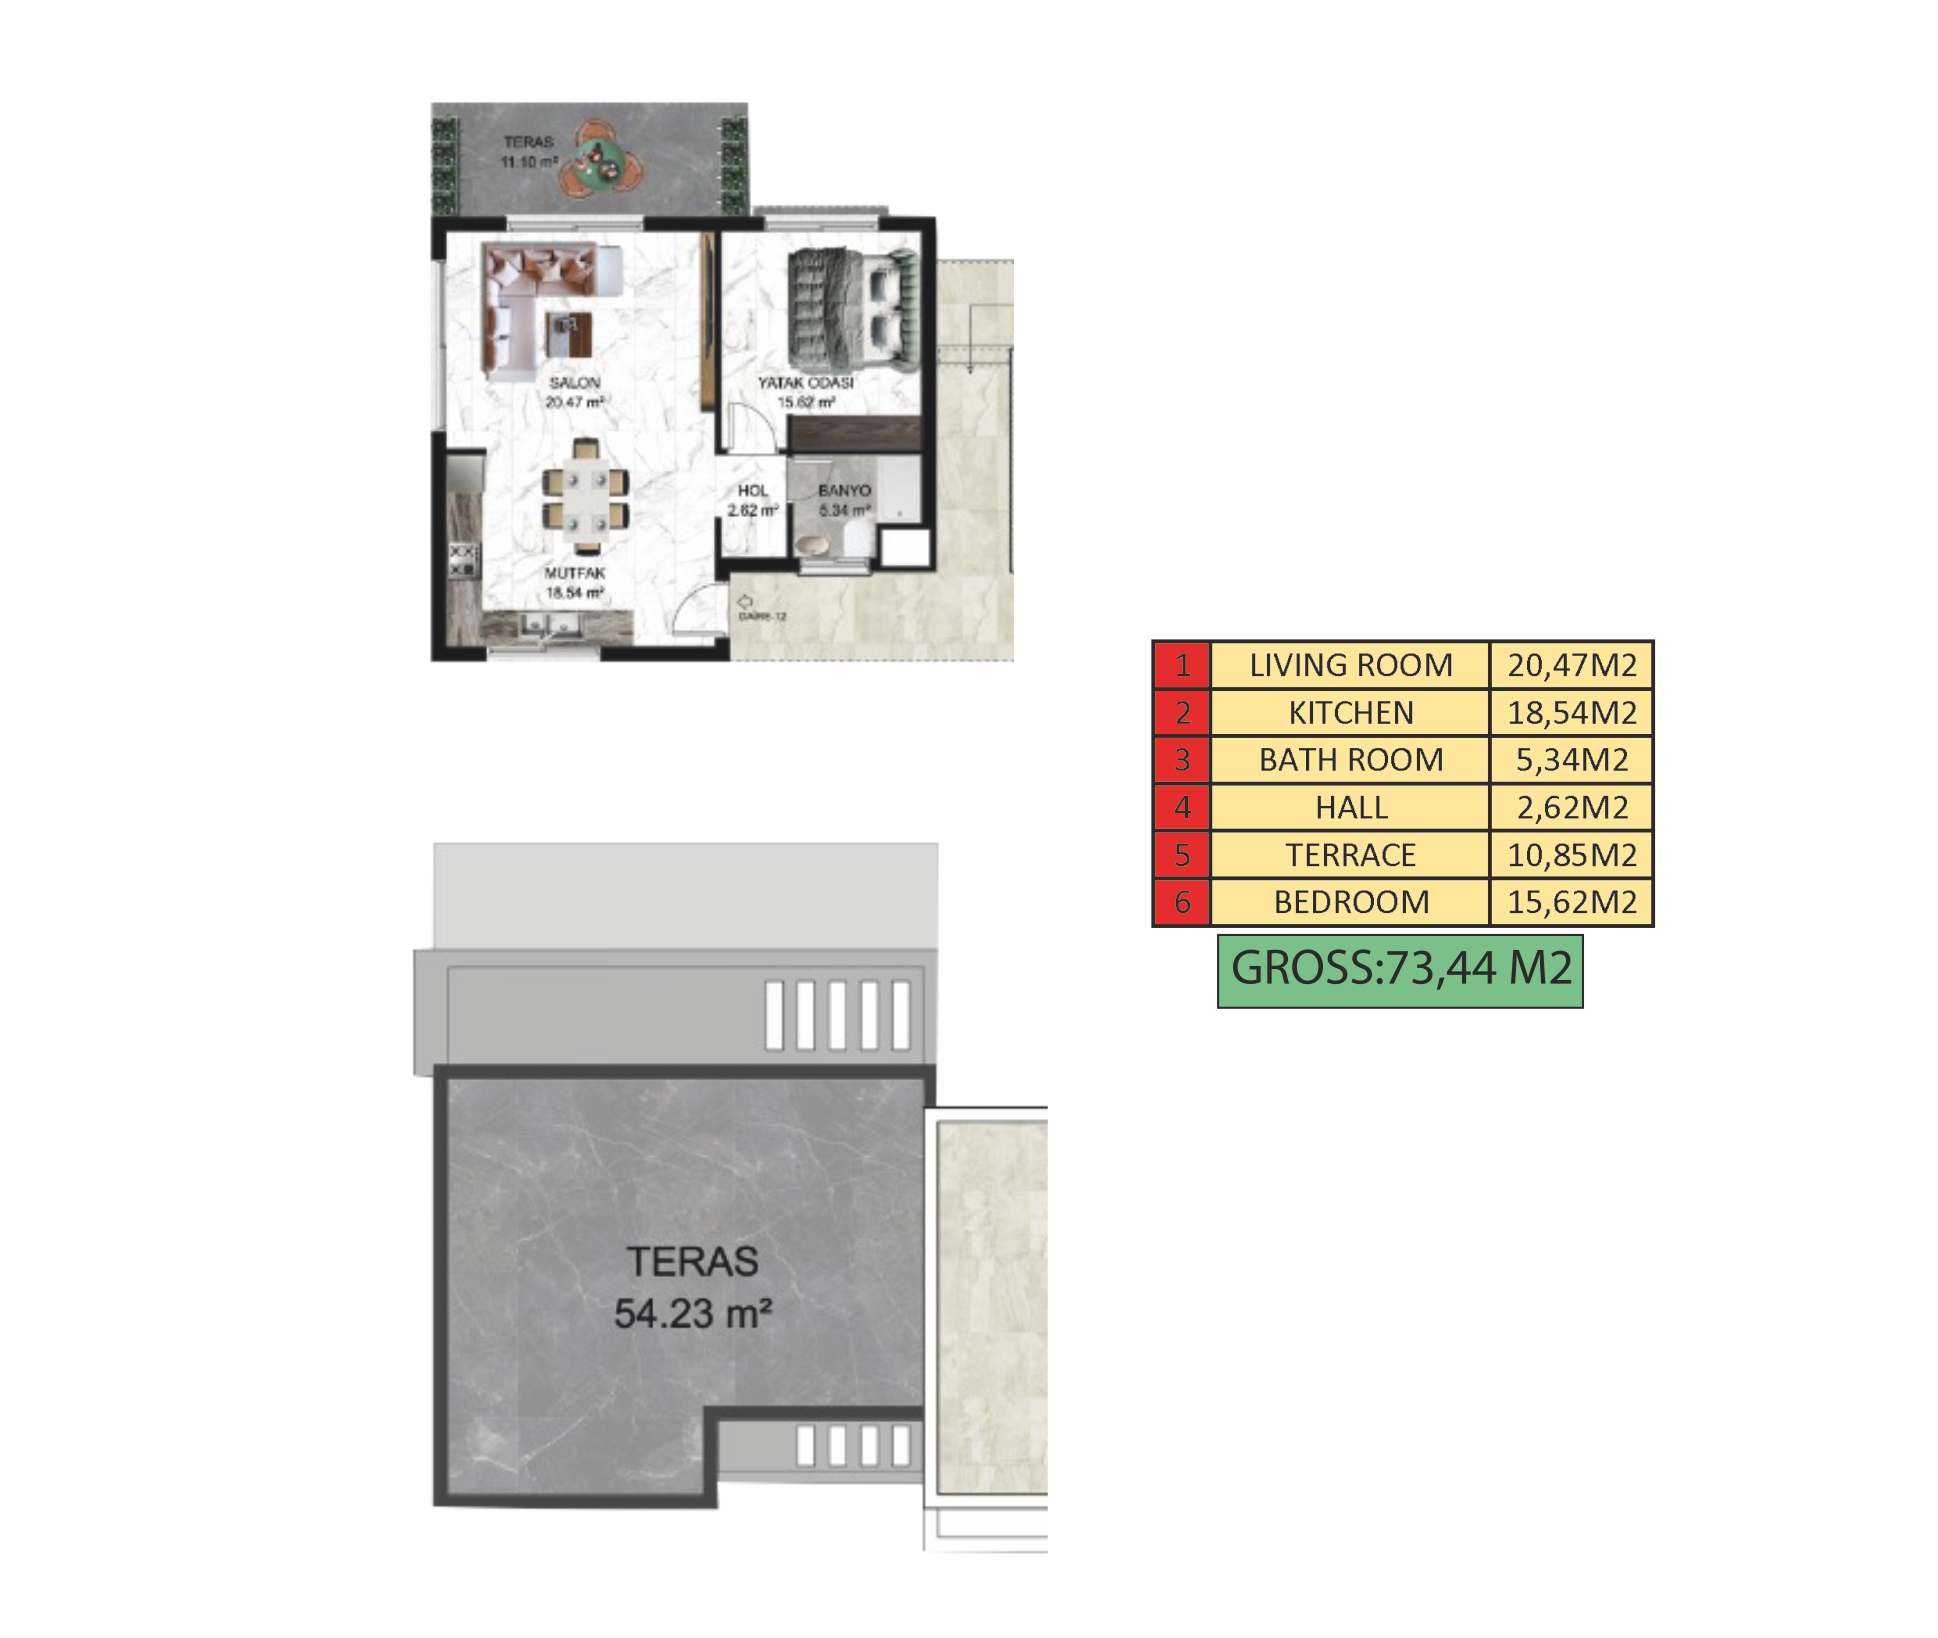 TERAS
11.10 m²
SALON
20.47 m²
YATAK ODASI
15.62 m²
HOL
2.62 m²
BANYO
5.34 m²
MUTFAK
18.54 m²
DAIRE-12
1 LIVING ROOM 20,47M2
2 KITCHEN 18,54M2
3 BATH ROOM 5,34M2
4 HALL 2,62M2
5 TERRACE 10,85M2
6 BEDROOM 15,62M2
GROSS:73,44 M2
TERAS
54.23 m²